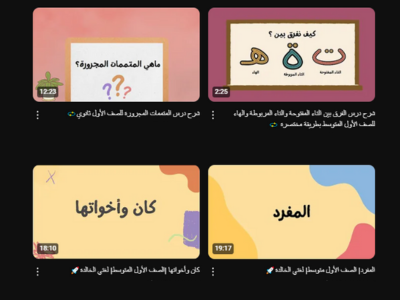 كيف نفرق بين ؟
ت ة ه
التاء المفتوحة التاء المربوطة الهاء
2:25
شرح درس الفرق بين التاء المفتوحة والتاء المربوطة والهاء
للصف الأول المتوسط بطريقة مختصرة
ماهي المتممات المجرورة؟
???
12:23
شرح درس المتممات المجرورة للصف الأول ثانوي
المفرد
19:17
المفرد| الصف الأول متوسط| لغتي الخالدة 🚀
كان وأخواتها
18:10
كان وأخواتها |الصف الأول المتوسط| لغتي الخالدة 🚀